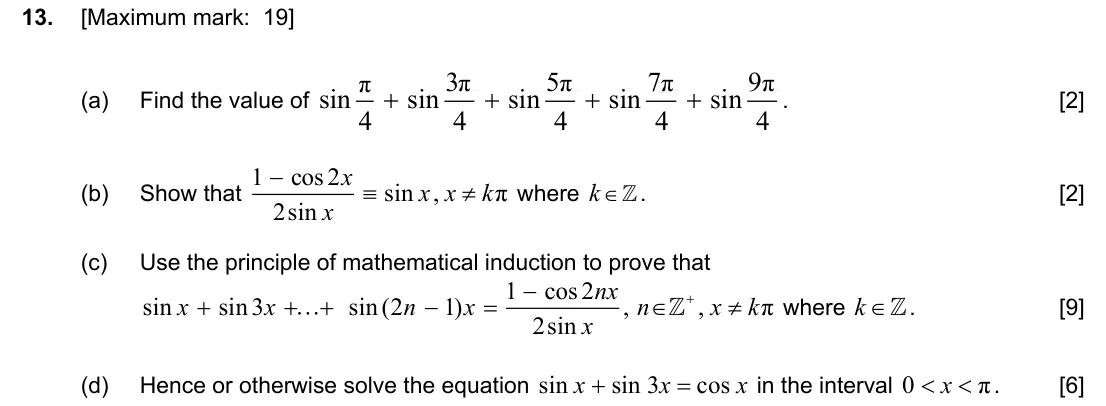 13. [Maximum mark: 19]
(a) Find the value of sin π/4 + sin 3π/4 + sin 5π/4 + sin 7π/4 + sin 9π/4 . [2]
(b) Show that (1 − cos 2x)/(2 sin x) ≡ sin x, x ≠ kπ where k ∈ ℤ. [2]
(c) Use the principle of mathematical induction to prove that
sin x + sin 3x +...+ sin (2n − 1)x = (1 − cos 2nx)/(2 sin x), n ∈ ℤ⁺, x ≠ kπ where k ∈ ℤ. [9]
(d) Hence or otherwise solve the equation sin x + sin 3x = cos x in the interval 0 < x < π. [6]